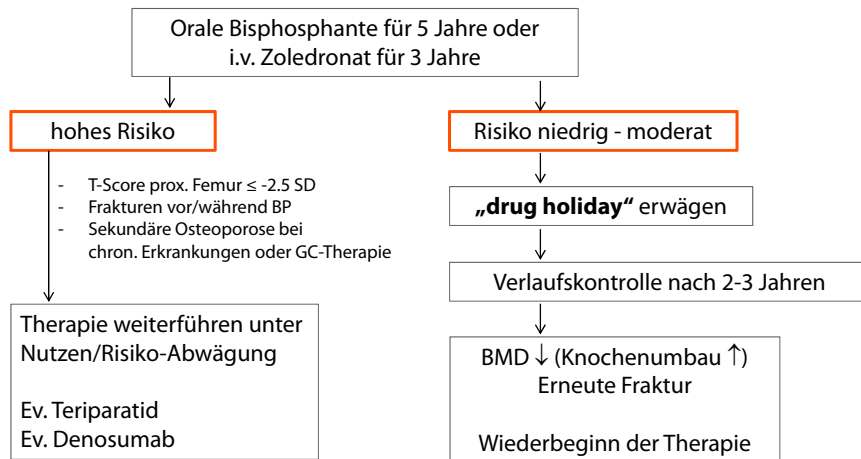 Orale Bisphosphante für 5 Jahre oder
i.v. Zoledronat für 3 Jahre
hohes Risiko
- T-Score prox. Femur ≤ -2.5 SD
- Frakturen vor/während BP
- Sekundäre Osteoporose bei
chron. Erkrankungen oder GC-Therapie
Therapie weiterführen unter
Nutzen/Risiko-Abwägung
Ev. Teriparatid
Ev. Denosumab
Risiko niedrig - moderat
„drug holiday“ erwägen
Verlaufskontrolle nach 2-3 Jahren
BMD ↓ (Knochenumbau ↑)
Erneute Fraktur
Wiederbeginn der Therapie